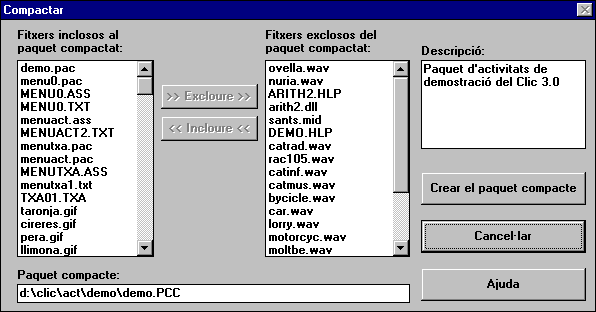 Compactar
Fitxers inclosos al
paquet compactat:
demo.pac
menu0.pac
MENU0.ASS
MENU0.TXT
menuact.ass
MENUACT2.TXT
menutxa.pac
menuact.pac
MENUTXA.ASS
menutxa1.txt
TXA01.TXA
taronja.gif
cireres.gif
pera.gif
llimona.gif
>> Excloure >>
<< Incloure <<
Fitxers exclosos del
paquet compactat:
ovella.wav
nuria.wav
ARITH2.HLP
arith2.dll
sants.mid
DEMO.HLP
catrad.wav
rac105.wav
catinf.wav
catmus.wav
bycicle.wav
car.wav
lorry.wav
motorcyc.wav
moltbe.wav
Descripció:
Paquet d'activitats de
demostració del Clic 3.0
Crear el paquet compacte
Cancel·lar
Ajuda
Paquet compacte:
d:\clic\act\demo\demo.PCC